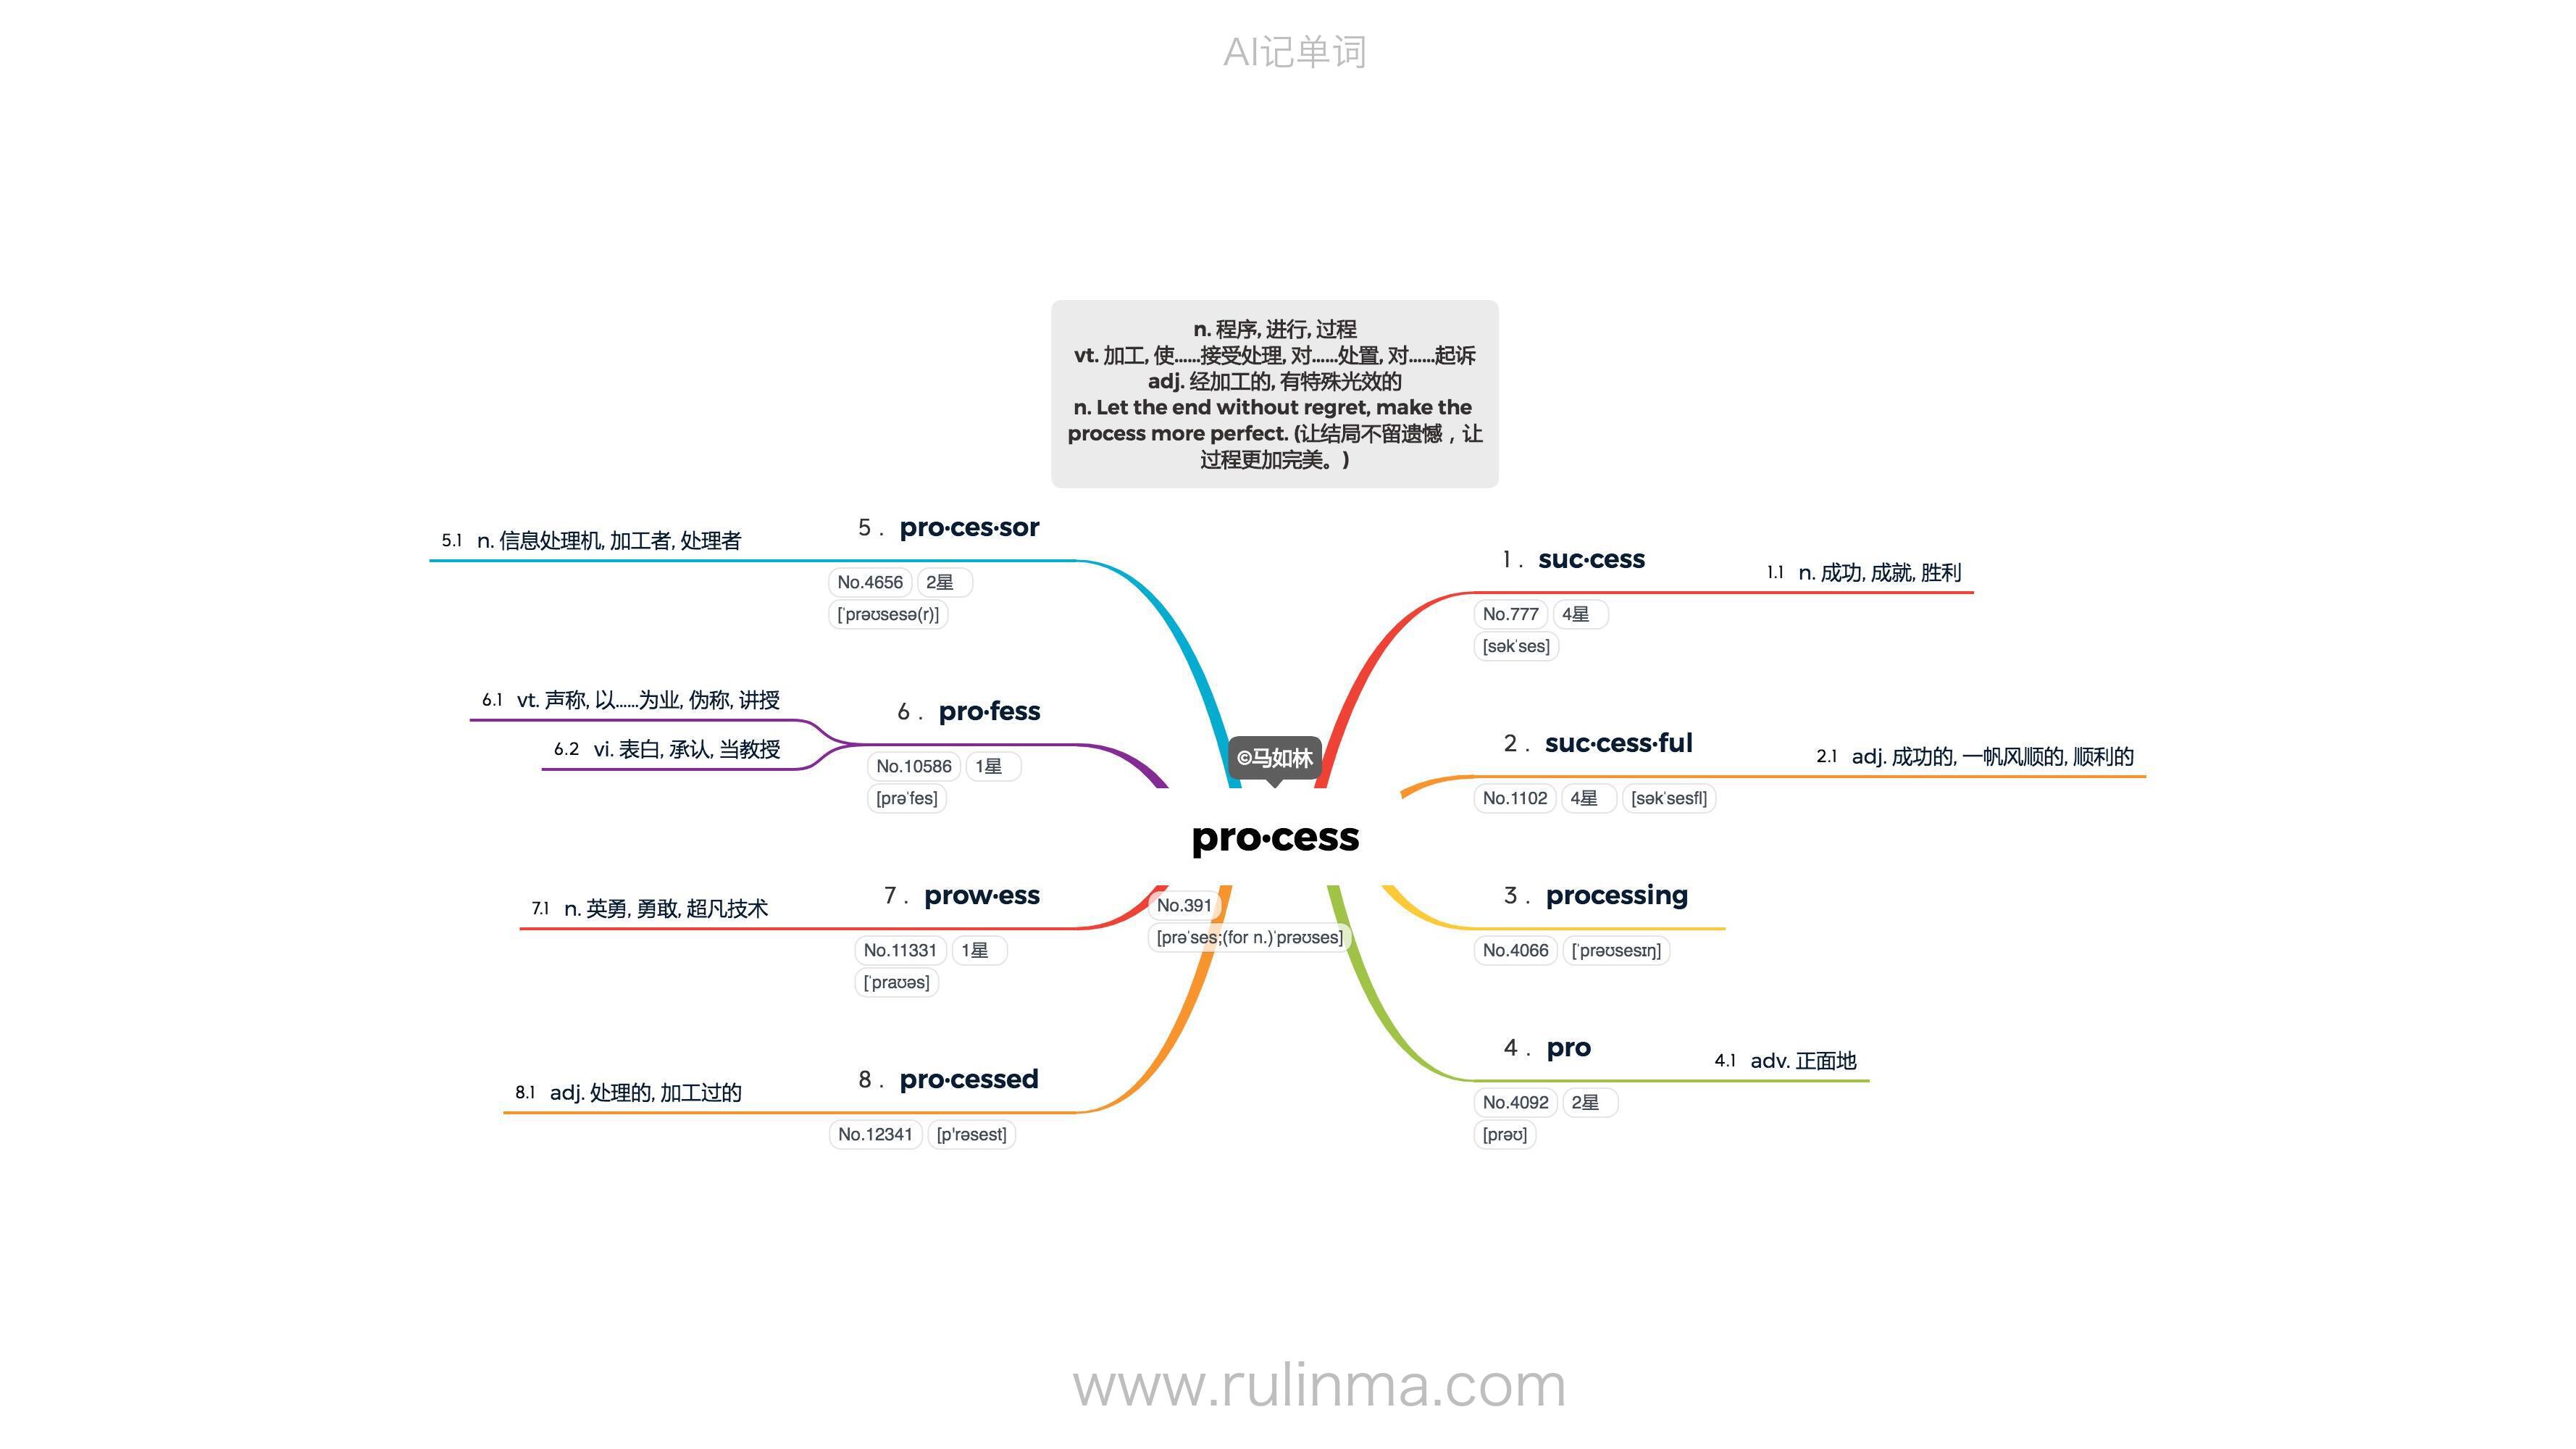 AI记单词
n. 程序, 进行, 过程
vt. 加工, 使......接受处理, 对......处置, 对......起诉
adj. 经加工的, 有特殊光效的
n. Let the end without regret, make the
process more perfect. (让结局不留遗憾，让
过程更加完美。)
©马如林
pro·cess
No.391
[prəˈses;(for n.)ˈprəʊses]
1. suc·cess
1.1 n. 成功, 成就, 胜利
No.777 4星
[səkˈses]
2. suc·cess·ful
2.1 adj. 成功的, 一帆风顺的, 顺利的
No.1102 4星 [səkˈsesfl]
3. processing
No.4066 [ˈprəʊsesɪŋ]
4. pro
4.1 adv. 正面地
No.4092 2星
[prəʊ]
5. pro·ces·sor
5.1 n. 信息处理机, 加工者, 处理者
No.4656 2星
[ˈprəʊsesə(r)]
6. pro·fess
6.1 vt. 声称, 以......为业, 伪称, 讲授
6.2 vi. 表白, 承认, 当教授
No.10586 1星
[prəˈfes]
7. prow·ess
7.1 n. 英勇, 勇敢, 超凡技术
No.11331 1星
[ˈpraʊəs]
8. pro·cessed
8.1 adj. 处理的, 加工过的
No.12341 [p'rəsest]
www.rulinma.com